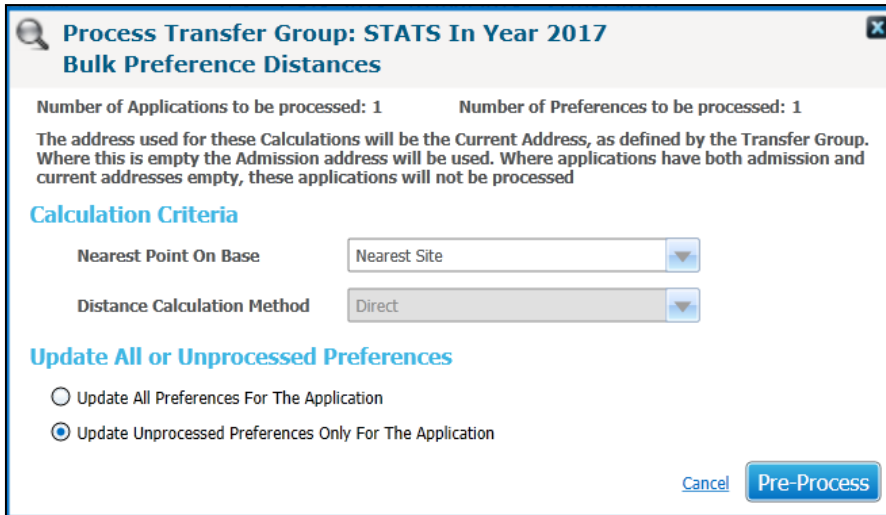 Process Transfer Group: STATS In Year 2017
Bulk Preference Distances
Number of Applications to be processed: 1 Number of Preferences to be processed: 1
The address used for these Calculations will be the Current Address, as defined by the Transfer Group.
Where this is empty the Admission address will be used. Where applications have both admission and
current addresses empty, these applications will not be processed
Calculation Criteria
Nearest Point On Base Nearest Site
Distance Calculation Method Direct
Update All or Unprocessed Preferences
Update All Preferences For The Application
Update Unprocessed Preferences Only For The Application
Cancel Pre-Process